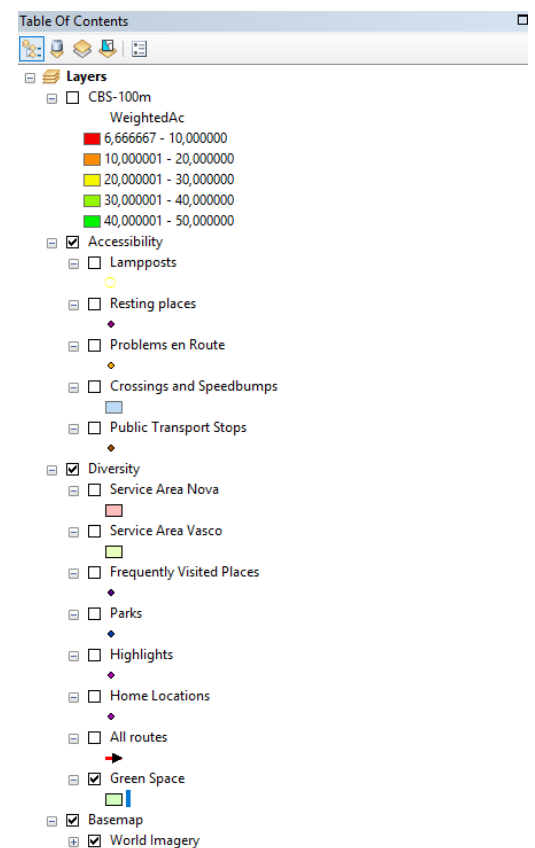 Table Of Contents
Layers
CBS-100m
WeightedAc
6,666667 - 10,000000
10,000001 - 20,000000
20,000001 - 30,000000
30,000001 - 40,000000
40,000001 - 50,000000
Accessibility
Lampposts
Resting places
Problems en Route
Crossings and Speedbumps
Public Transport Stops
Diversity
Service Area Nova
Service Area Vasco
Frequently Visited Places
Parks
Highlights
Home Locations
All routes
Green Space
Basemap
World Imagery